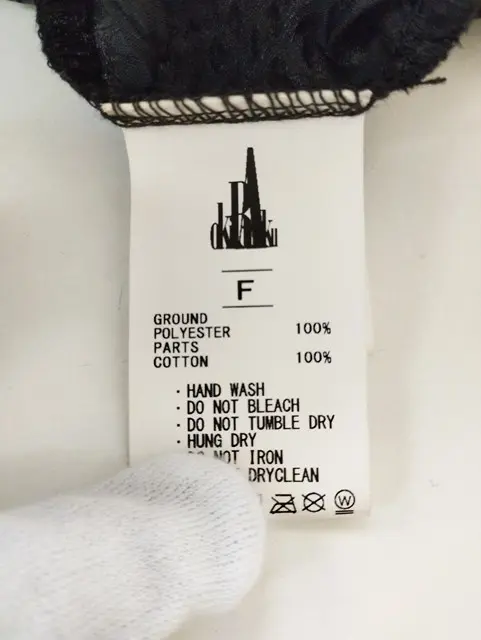 F
GROUND
POLYESTER 100%
PARTS
COTTON 100%
・HAND WASH
・DO NOT BLEACH
・DO NOT TUMBLE DRY
・HUNG DRY
NOT IRON
DRYCLEAN
W